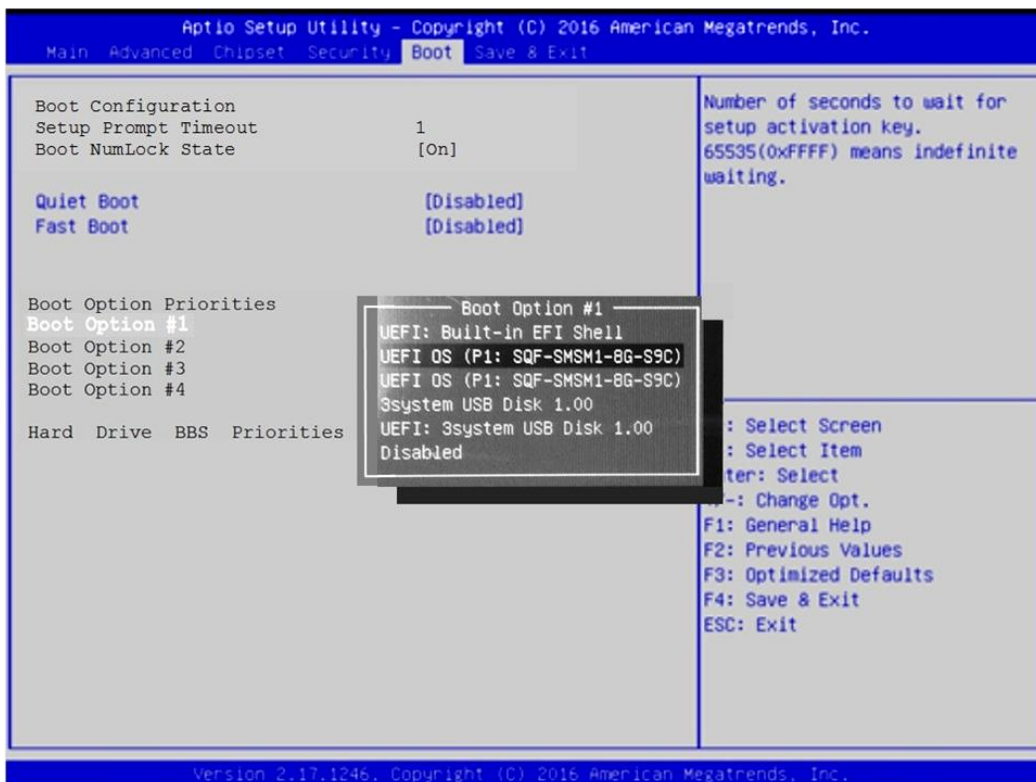 Aptio Setup Utility - Copyright (C) 2016 American Megatrends, Inc.
Main Advanced Chipset Security Boot Save & Exit
Boot Configuration
Setup Prompt Timeout 1
Boot NumLock State [On]
Quiet Boot [Disabled]
Fast Boot [Disabled]
Boot Option Priorities
Boot Option #1
Boot Option #2
Boot Option #3
Boot Option #4
Hard Drive BBS Priorities
Boot Option #1
UEFI: Built-in EFI Shell
UEFI OS (P1: SQF-SMSM1-8G-S9C)
UEFI OS (P1: SQF-SMSM1-8G-S9C)
3system USB Disk 1.00
UEFI: 3system USB Disk 1.00
Disabled
Number of seconds to wait for
setup activation key.
65535(0xFFFF) means indefinite
waiting.
: Select Screen
: Select Item
ter: Select
/-: Change Opt.
F1: General Help
F2: Previous Values
F3: Optimized Defaults
F4: Save & Exit
ESC: Exit
Version 2.17.1246. Copyright (C) 2016 American Megatrends, Inc.